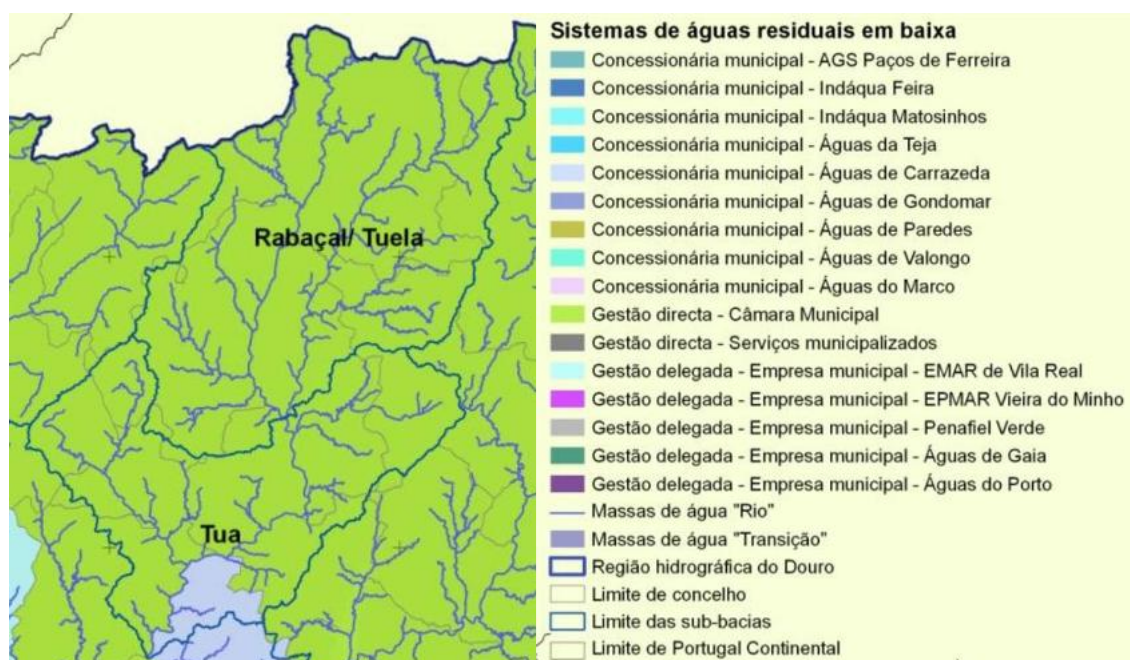 Rabaçal/ Tuela
Tua
Sistemas de águas residuais em baixa
Concessionária municipal - AGS Paços de Ferreira
Concessionária municipal - Indáqua Feira
Concessionária municipal - Indáqua Matosinhos
Concessionária municipal - Águas da Teja
Concessionária municipal - Águas de Carrazeda
Concessionária municipal - Águas de Gondomar
Concessionária municipal - Águas de Paredes
Concessionária municipal - Águas de Valongo
Concessionária municipal - Águas do Marco
Gestão directa - Câmara Municipal
Gestão directa - Serviços municipalizados
Gestão delegada - Empresa municipal - EMAR de Vila Real
Gestão delegada - Empresa municipal - EPMAR Vieira do Minho
Gestão delegada - Empresa municipal - Penafiel Verde
Gestão delegada - Empresa municipal - Águas de Gaia
Gestão delegada - Empresa municipal - Águas do Porto
Massas de água "Rio"
Massas de água "Transição"
Região hidrográfica do Douro
Limite de concelho
Limite das sub-bacias
Limite de Portugal Continental